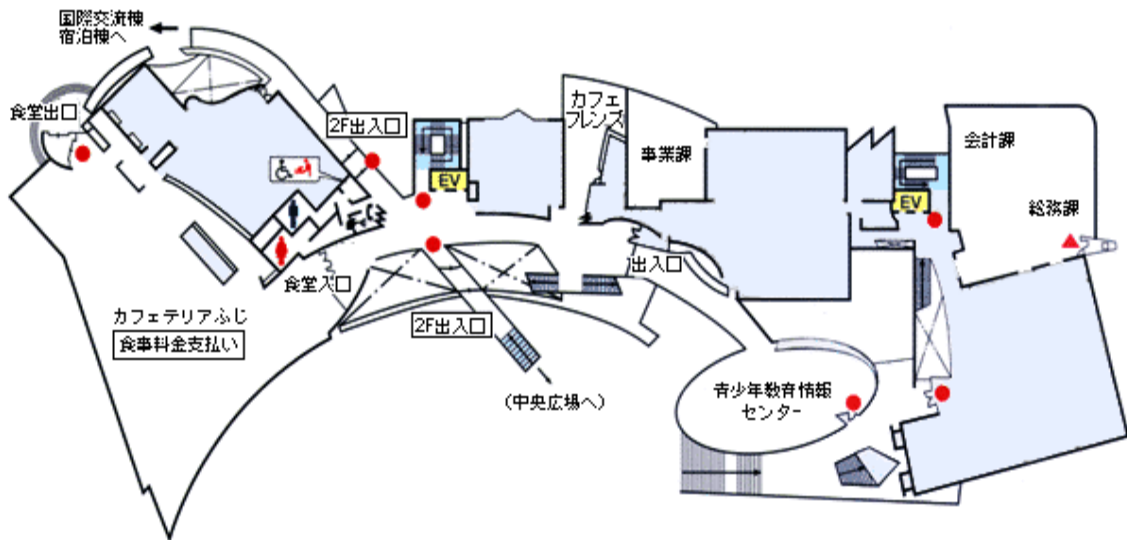 国際交流棟
宿泊棟へ
食堂出口
2F出入口
カフェ
フレンズ
事業課
会計課
EV
EV
総務課
出入口
食堂入口
カフェテリアふじ
食事料金支払い
2F出入口
(中央広場へ)
青少年教育情報
センター